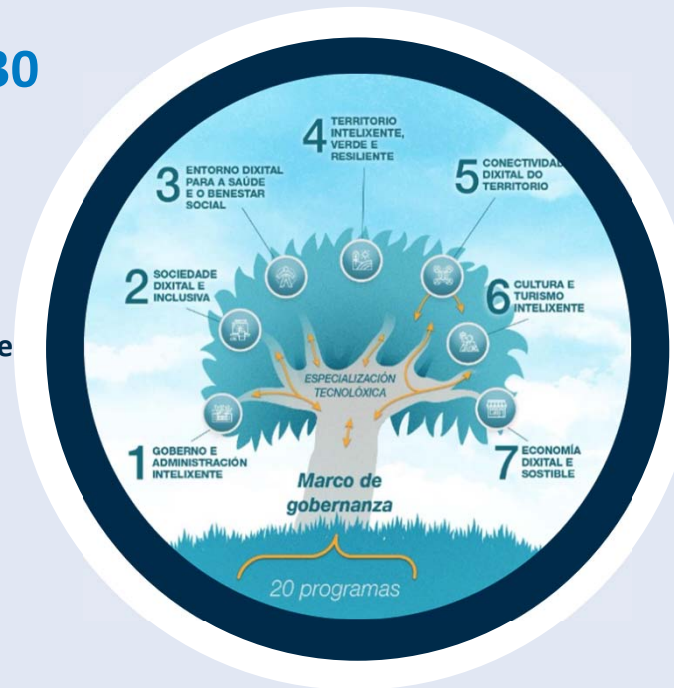 30
e
4 TERRITORIO
INTELIXENTE,
VERDE E
RESILIENTE
3 ENTORNO DIXITAL
PARA A SAÚDE
E O BENESTAR
SOCIAL
5 CONECTIVIDAD
DIXITAL DO
TERRITORIO
2 SOCIEDADE
DIXITAL E
INCLUSIVA
6 CULTURA E
TURISMO
INTELIXENTE
ESPECIALIZACIÓN
TECNOLÓXICA
1 GOBERNO E
ADMINISTRACIÓN
INTELIXENTE
7 ECONOMÍA
DIXITAL E
SOSTIBLE
Marco de
gobernanza
20 programas